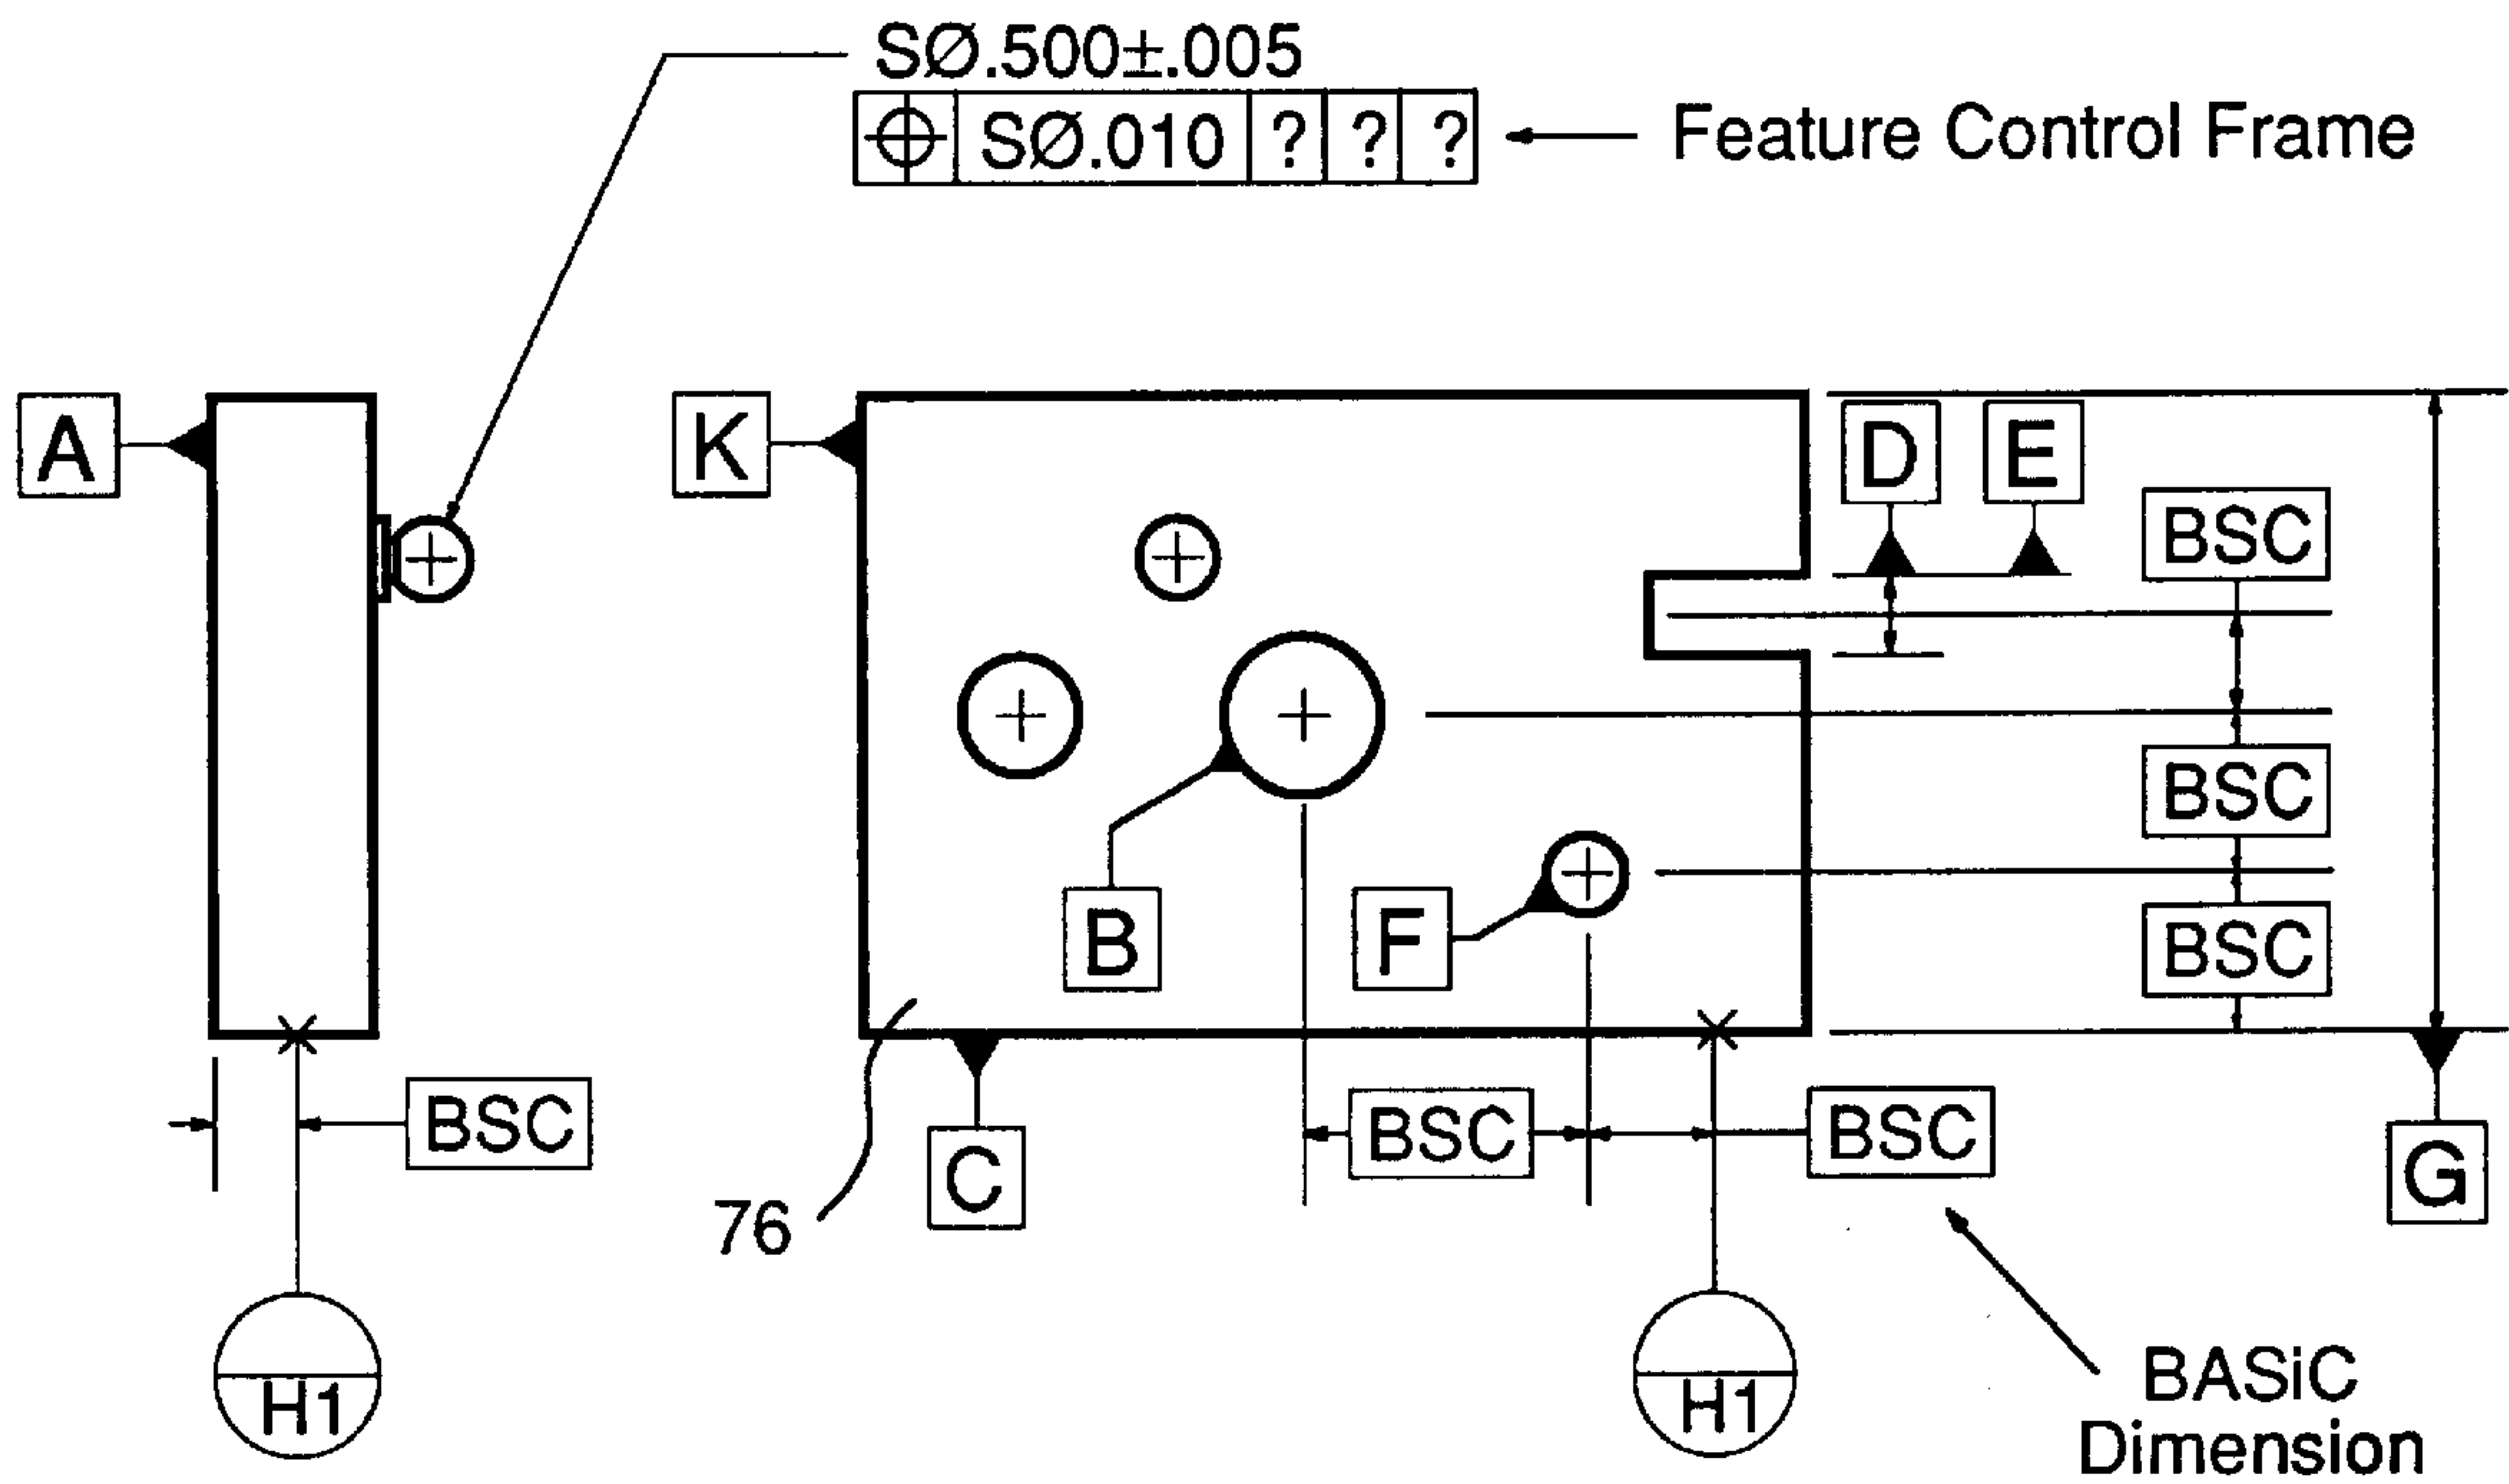 SØ.500±.005
⌖ SØ.010 ? ? ?
Feature Control Frame
A
K
D
E
BSC
BSC
B
F
BSC
BSC
C
BSC
BSC
G
76
H1
H1
BASiC
Dimension